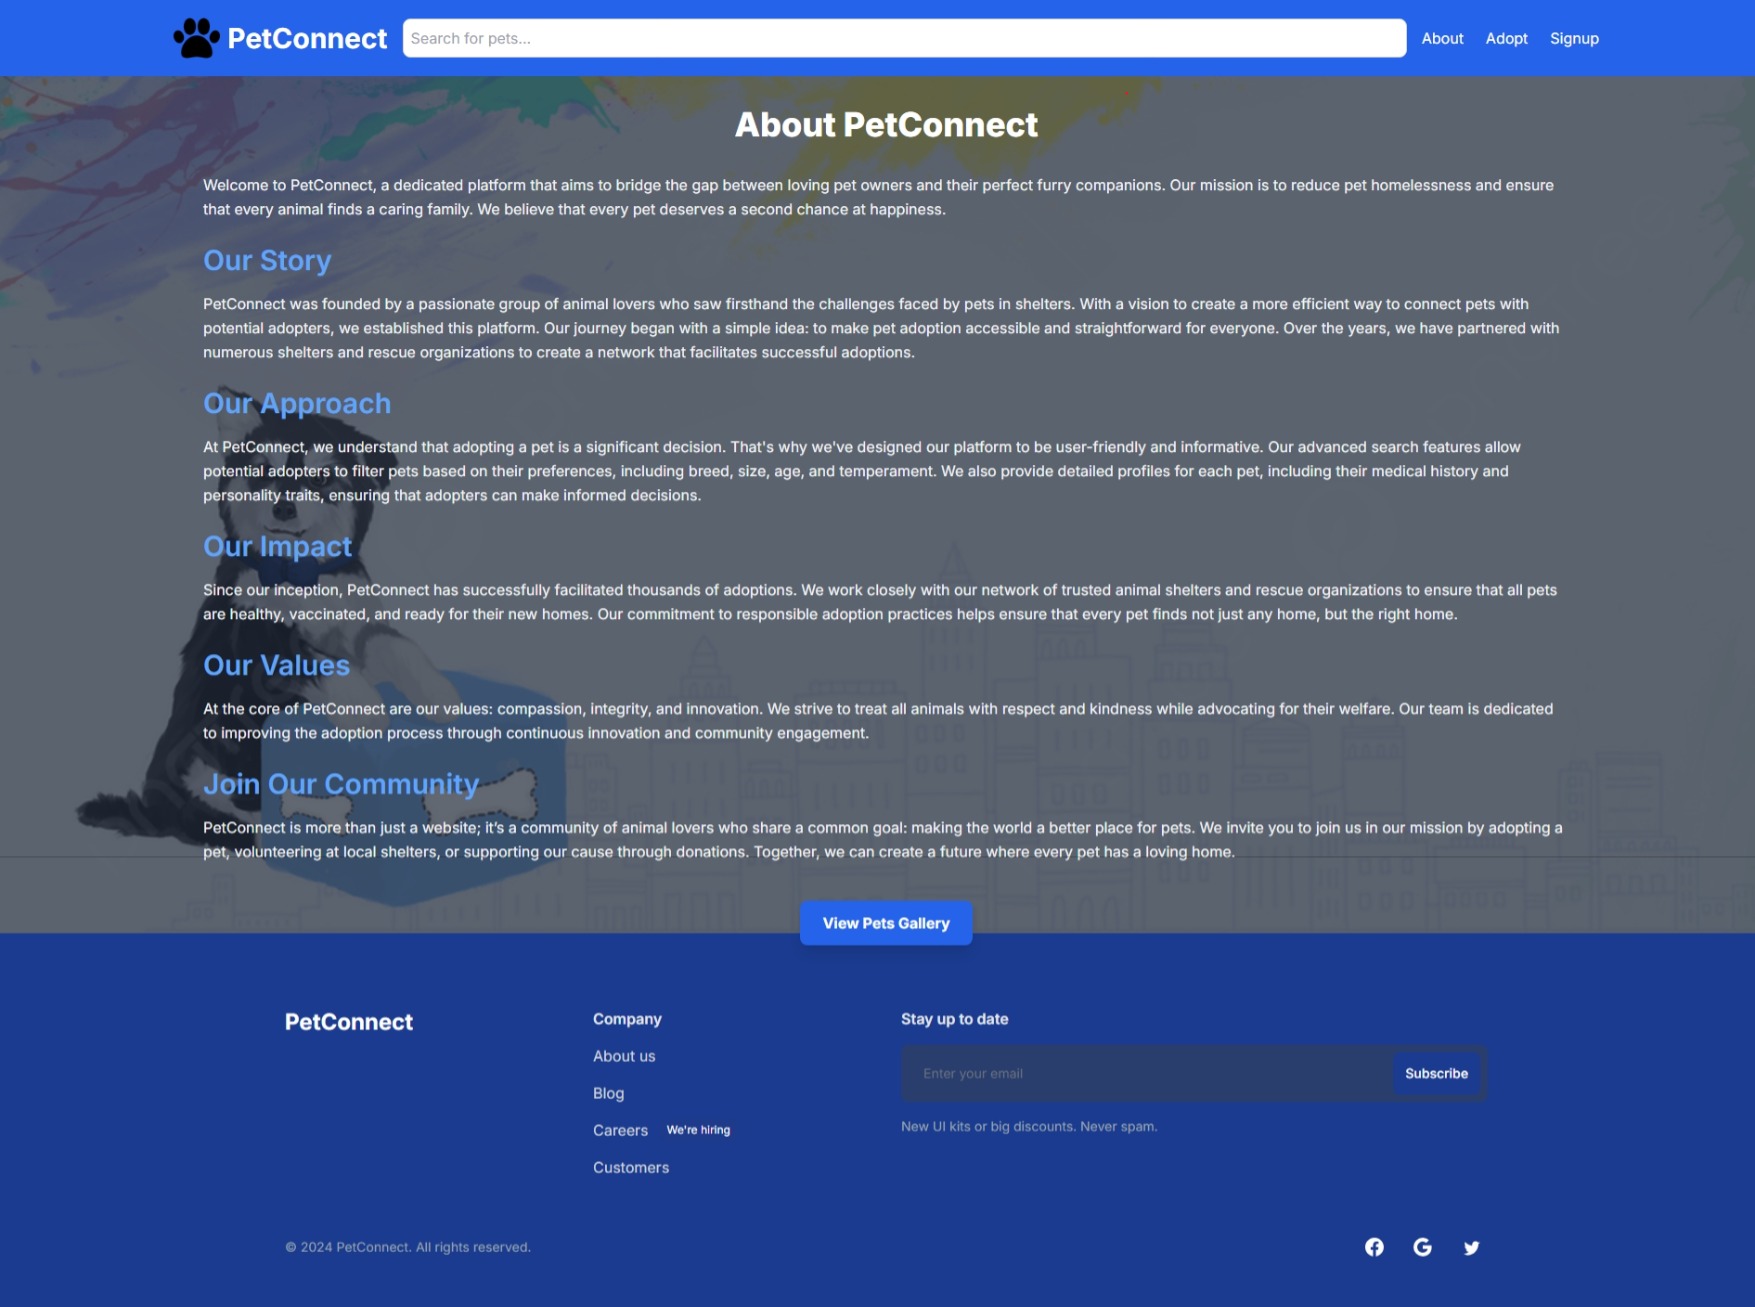 PetConnect
Search for pets...
About
Adopt
Signup
About PetConnect
Welcome to PetConnect, a dedicated platform that aims to bridge the gap between loving pet owners and their perfect furry companions. Our mission is to reduce pet homelessness and ensure
that every animal finds a caring family. We believe that every pet deserves a second chance at happiness.
Our Story
PetConnect was founded by a passionate group of animal lovers who saw firsthand the challenges faced by pets in shelters. With a vision to create a more efficient way to connect pets with
potential adopters, we established this platform. Our journey began with a simple idea: to make pet adoption accessible and straightforward for everyone. Over the years, we have partnered with
numerous shelters and rescue organizations to create a network that facilitates successful adoptions.
Our Approach
At PetConnect, we understand that adopting a pet is a significant decision. That's why we've designed our platform to be user-friendly and informative. Our advanced search features allow
potential adopters to filter pets based on their preferences, including breed, size, age, and temperament. We also provide detailed profiles for each pet, including their medical history and
personality traits, ensuring that adopters can make informed decisions.
Our Impact
Since our inception, PetConnect has successfully facilitated thousands of adoptions. We work closely with our network of trusted animal shelters and rescue organizations to ensure that all pets
are healthy, vaccinated, and ready for their new homes. Our commitment to responsible adoption practices helps ensure that every pet finds not just any home, but the right home.
Our Values
At the core of PetConnect are our values: compassion, integrity, and innovation. We strive to treat all animals with respect and kindness while advocating for their welfare. Our team is dedicated
to improving the adoption process through continuous innovation and community engagement.
Join Our Community
PetConnect is more than just a website; it’s a community of animal lovers who share a common goal: making the world a better place for pets. We invite you to join us in our mission by adopting a
pet, volunteering at local shelters, or supporting our cause through donations. Together, we can create a future where every pet has a loving home.
View Pets Gallery
PetConnect
Company
About us
Blog
Careers We're hiring
Customers
Stay up to date
Enter your email
Subscribe
New UI kits or big discounts. Never spam.
© 2024 PetConnect. All rights reserved.